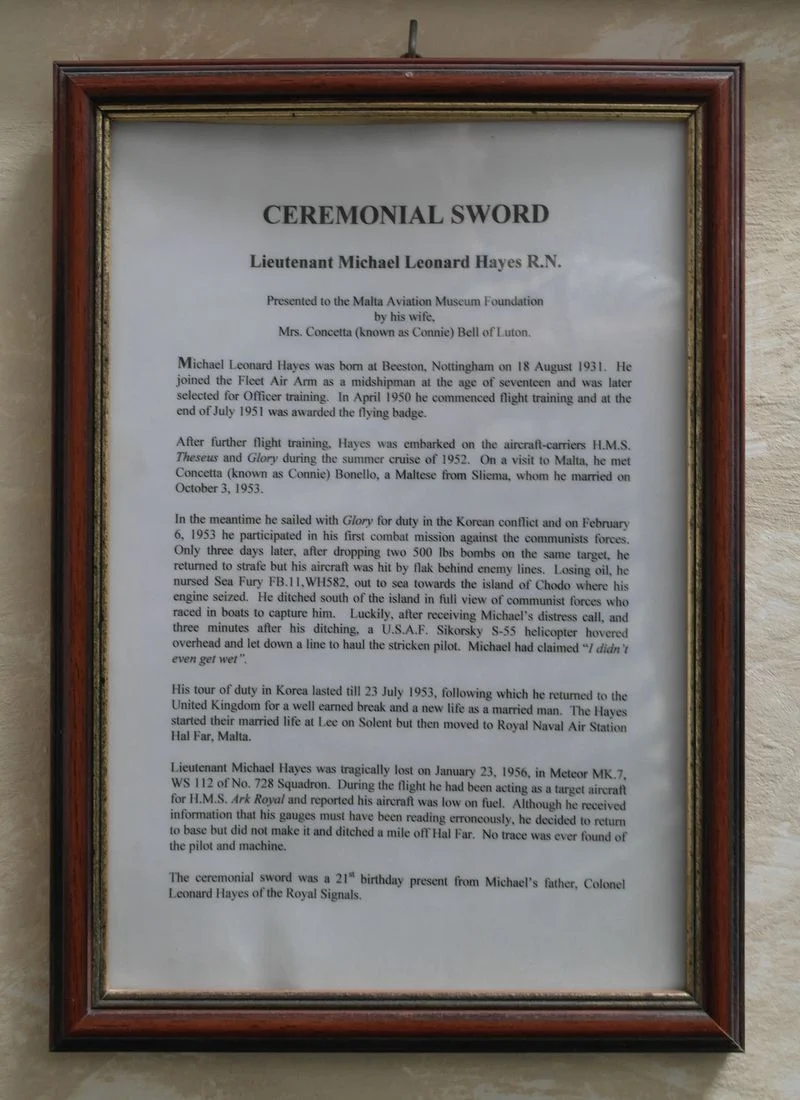 CEREMONIAL SWORD
Lieutenant Michael Leonard Hayes R.N.
Presented to the Malta Aviation Museum Foundation
by his wife,
Mrs. Concetta (known as Connie) Bell of Luton.
Michael Leonard Hayes was born at Beeston, Nottingham on 18 August 1931. He
joined the Fleet Air Arm as a midshipman at the age of seventeen and was later
selected for Officer training. In April 1950 he commenced flight training and at the
end of July 1951 was awarded the flying badge.
After further flight training, Hayes was embarked on the aircraft-carriers H.M.S.
Theseus and Glory during the summer cruise of 1952. On a visit to Malta, he met
Concetta (known as Connie) Bonello, a Maltese from Sliema, whom he married on
October 3, 1953.
In the meantime he sailed with Glory for duty in the Korean conflict and on February
6, 1953 he participated in his first combat mission against the communists forces.
Only three days later, after dropping two 500 lbs bombs on the same target, he
returned to strafe but his aircraft was hit by flak behind enemy lines. Losing oil, he
nursed Sea Fury FB.11,WH582, out to sea towards the island of Chodo where his
engine seized. He ditched south of the island in full view of communist forces who
raced in boats to capture him. Luckily, after receiving Michael's distress call, and
three minutes after his ditching, a U.S.A.F. Sikorsky S-55 helicopter hovered
overhead and let down a line to haul the stricken pilot. Michael had claimed "I didn't
even get wet".
His tour of duty in Korea lasted till 23 July 1953, following which he returned to the
United Kingdom for a well earned break and a new life as a married man. The Hayes
started their married life at Lee on Solent but then moved to Royal Naval Air Station
Hal Far, Malta.
Lieutenant Michael Hayes was tragically lost on January 23, 1956, in Meteor MK.7,
WS 112 of No. 728 Squadron. During the flight he had been acting as a target aircraft
for H.M.S. Ark Royal and reported his aircraft was low on fuel. Although he received
information that his gauges must have been reading erroneously, he decided to return
to base but did not make it and ditched a mile off Hal Far. No trace was ever found of
the pilot and machine.
The ceremonial sword was a 21st birthday present from Michael's father, Colonel
Leonard Hayes of the Royal Signals.